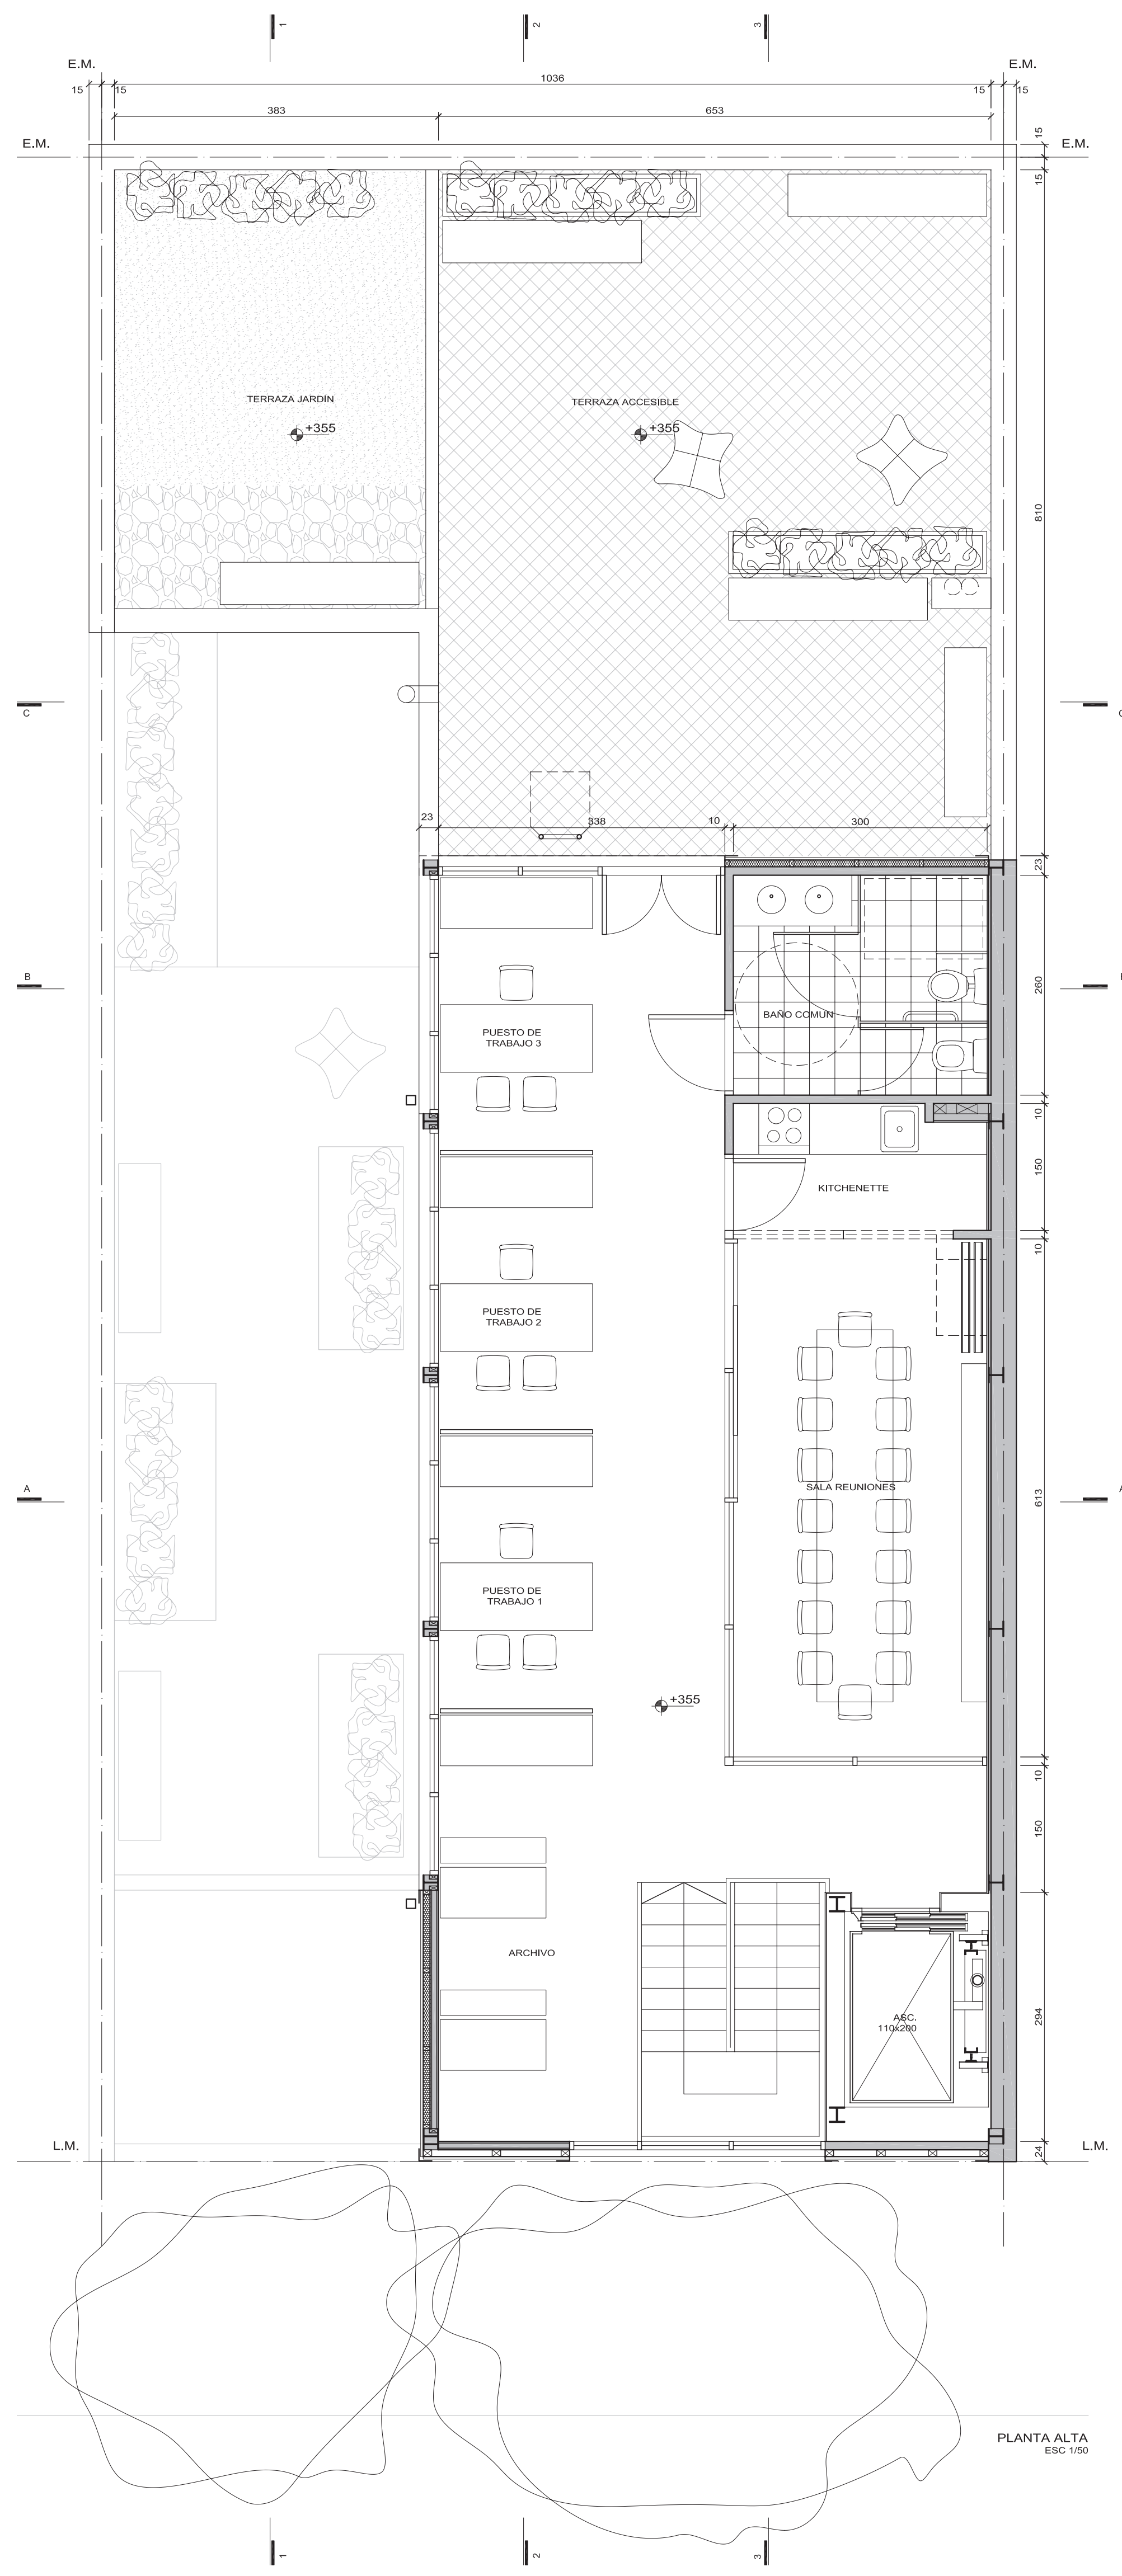 1
2
3
E.M.
E.M.
1036
15
15
15
15
383
653
E.M.
E.M.
15
15
TERRAZA JARDIN
+355
TERRAZA ACCESIBLE
+355
810
C
C
23
338
10
300
23
BAÑO COMUN
260
B
PUESTO DE
TRABAJO 3
10
KITCHENETTE
150
10
PUESTO DE
TRABAJO 2
A
A
SALA REUNIONES
613
PUESTO DE
TRABAJO 1
+355
10
150
ARCHIVO
ASC.
110x200
294
L.M.
L.M.
24
PLANTA ALTA
ESC 1/50
1
2
3